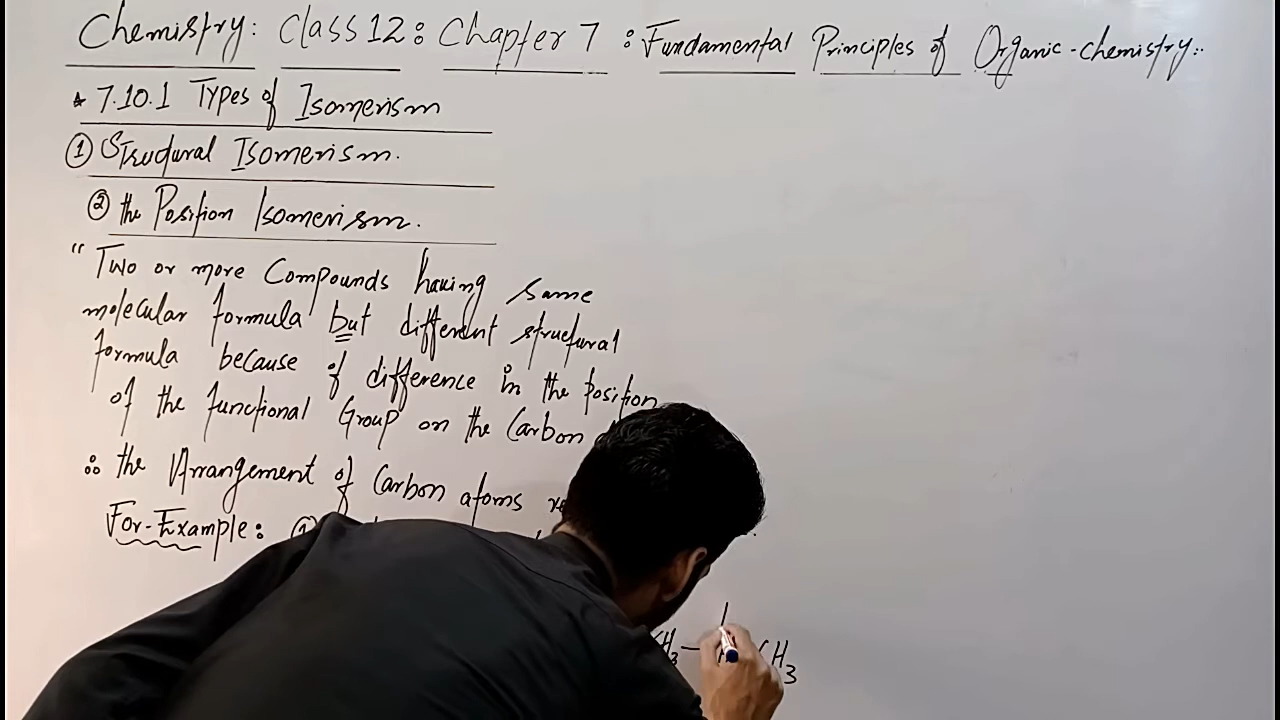 Chemistry: Class 12: Chapter 7: Fundamental Principles of Organic-chemistry:
* 7.10.1 Types of Isomerism
① Structural Isomerism.
② the Position Isomerism.
"Two or more Compounds having same
molecular formula but different structural
formula because of difference in the position
of the functional Group on the Carbon
∴ the Arrangement of Carbon atoms
For-Example: @
CH3 — CH3